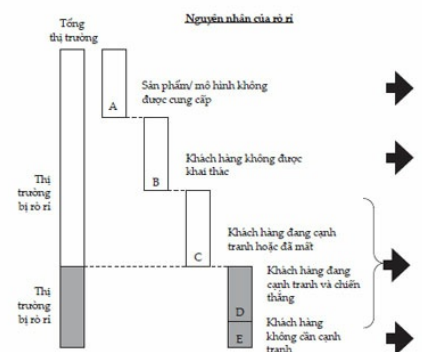 Nguyên nhân của rò rỉ
Tổng
thị trường
Sản phẩm/ mô hình không
được cung cấp
A
Khách hàng không được
khai thác
B
Thị
trường
bị rò rỉ
Khách hàng đang cạnh
tranh hoặc đã mất
C
Khách hàng đang
cạnh tranh và chiến
thắng
D
Thị
trường
bị rò rỉ
Khách hàng
không cần cạnh
tranh
E